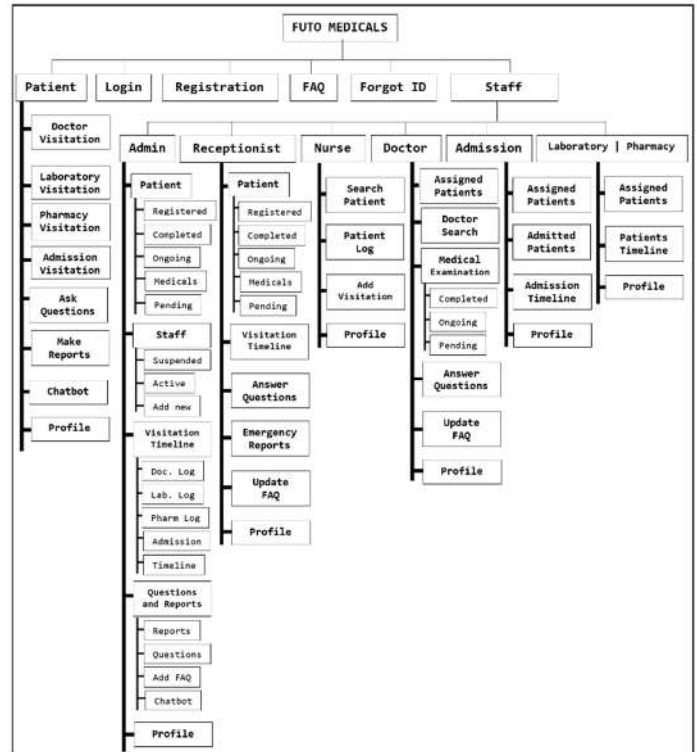 FUTO MEDICALS
Patient
Login
Registration
FAQ
Forgot ID
Staff
Doctor
Visitation
Laboratory
Visitation
Pharmacy
Visitation
Admission
Visitation
Ask
Questions
Make
Reports
Chatbot
Profile
Admin
Receptionist
Nurse
Doctor
Admission
Laboratory | Pharmacy
Patient
Registered
Completed
Ongoing
Medicals
Pending
Staff
Suspended
Active
Add new
Visitation
Timeline
Doc. Log
Lab. Log
Pharm Log
Admission
Timeline
Questions
and Reports
Reports
Questions
Add FAQ
Chatbot
Profile
Patient
Registered
Completed
Ongoing
Medicals
Pending
Visitation
Timeline
Answer
Questions
Emergency
Reports
Update
FAQ
Profile
Search
Patient
Patient
Log
Add
Visitation
Profile
Assigned
Patients
Doctor
Search
Medical
Examination
Completed
Ongoing
Pending
Answer
Questions
Update
FAQ
Profile
Assigned
Patients
Admitted
Patients
Admission
Timeline
Profile
Assigned
Patients
Patients
Timeline
Profile